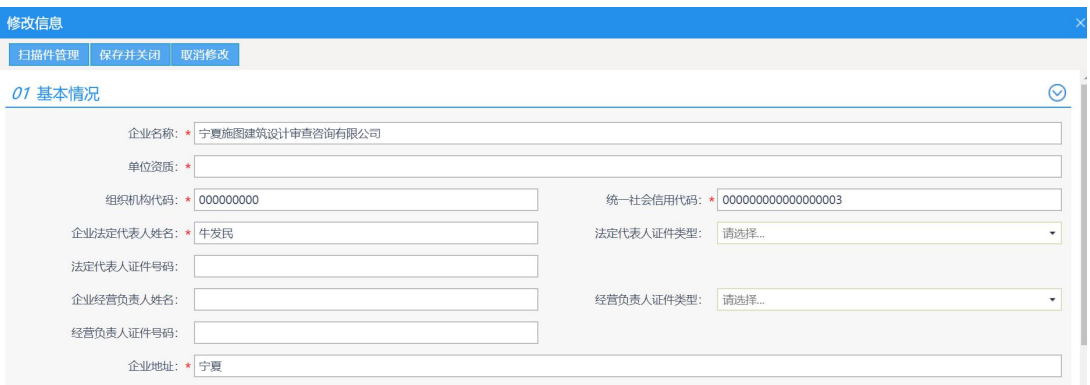 修改信息
扫描件管理 保存并关闭 取消修改
01 基本情况
企业名称: * 宁夏施图建筑设计审查咨询有限公司
单位资质: *
组织机构代码: * 000000000 统一社会信用代码: * 000000000000000003
企业法定代表人姓名: * 牛发民 法定代表人证件类型: 请选择...
法定代表人证件号码:
企业经营负责人姓名: 经营负责人证件类型: 请选择...
经营负责人证件号码:
企业地址: * 宁夏